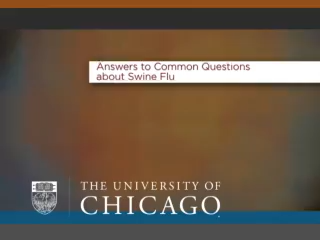 Answers to Common Questions
about Swine Flu
THE UNIVERSITY OF
CHICAGO